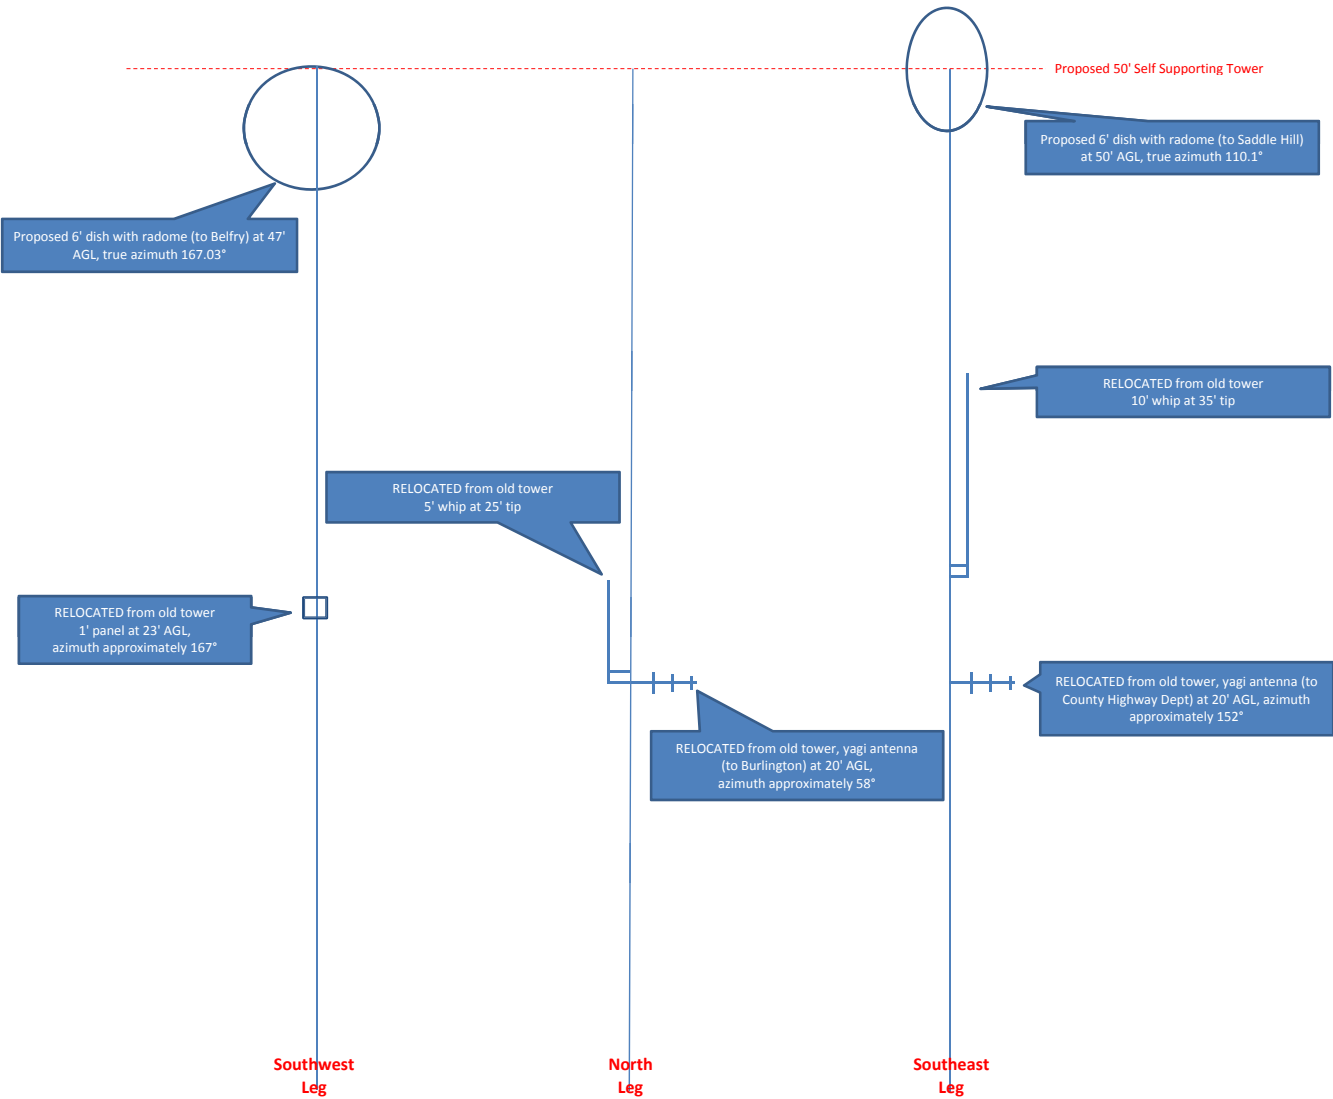 Proposed 50' Self Supporting Tower
Proposed 6' dish with radome (to Saddle Hill)
at 50' AGL, true azimuth 110.1°
Proposed 6' dish with radome (to Belfry) at 47'
AGL, true azimuth 167.03°
RELOCATED from old tower
10' whip at 35' tip
RELOCATED from old tower
5' whip at 25' tip
RELOCATED from old tower
1' panel at 23' AGL,
azimuth approximately 167°
RELOCATED from old tower, yagi antenna (to
County Highway Dept) at 20' AGL, azimuth
approximately 152°
RELOCATED from old tower, yagi antenna
(to Burlington) at 20' AGL,
azimuth approximately 58°
Southwest
Leg
North
Leg
Southeast
Leg